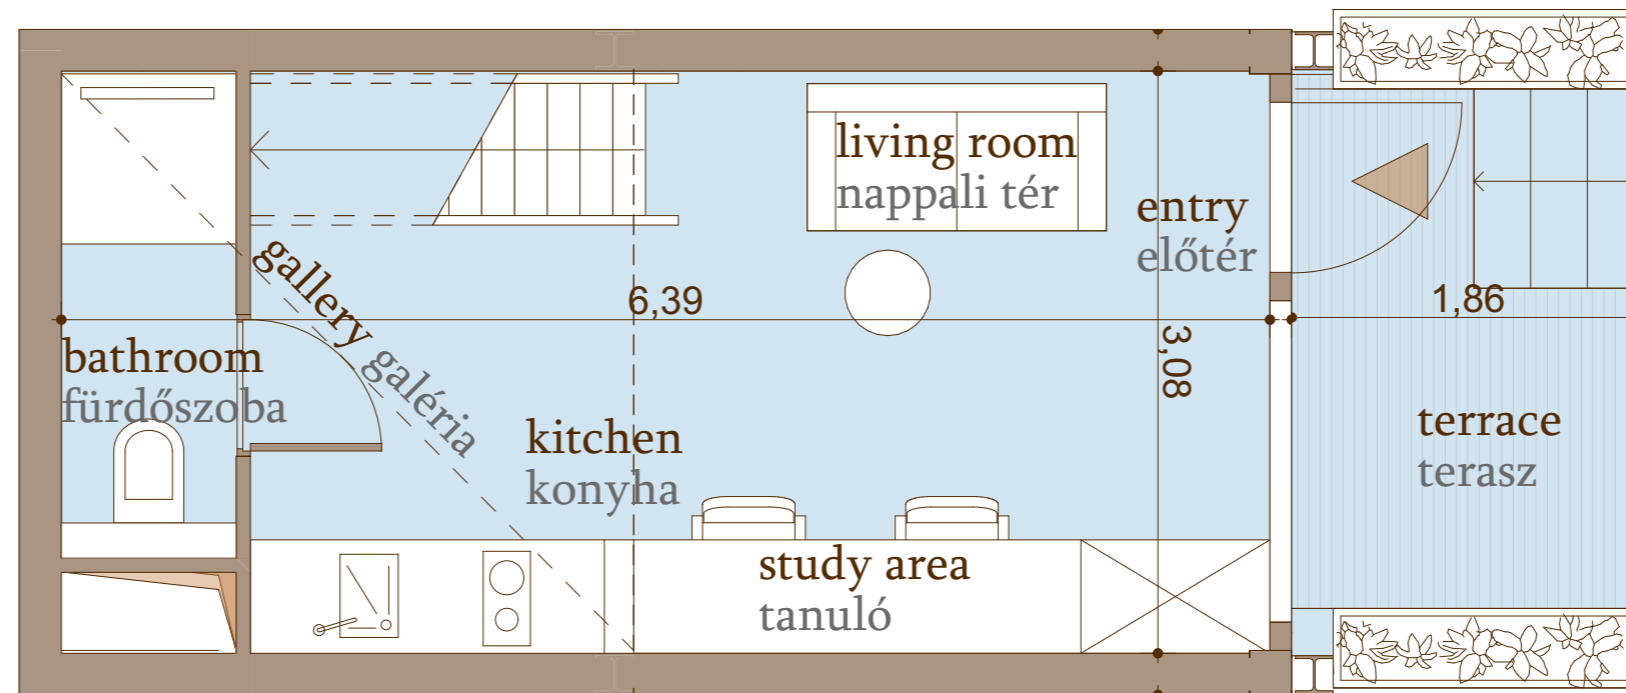 living room
nappali tér
entry
előtér
gallery galéria
6,39
1,86
3,08
bathroom
fürdőszoba
kitchen
konyha
terrace
terasz
study area
tanuló